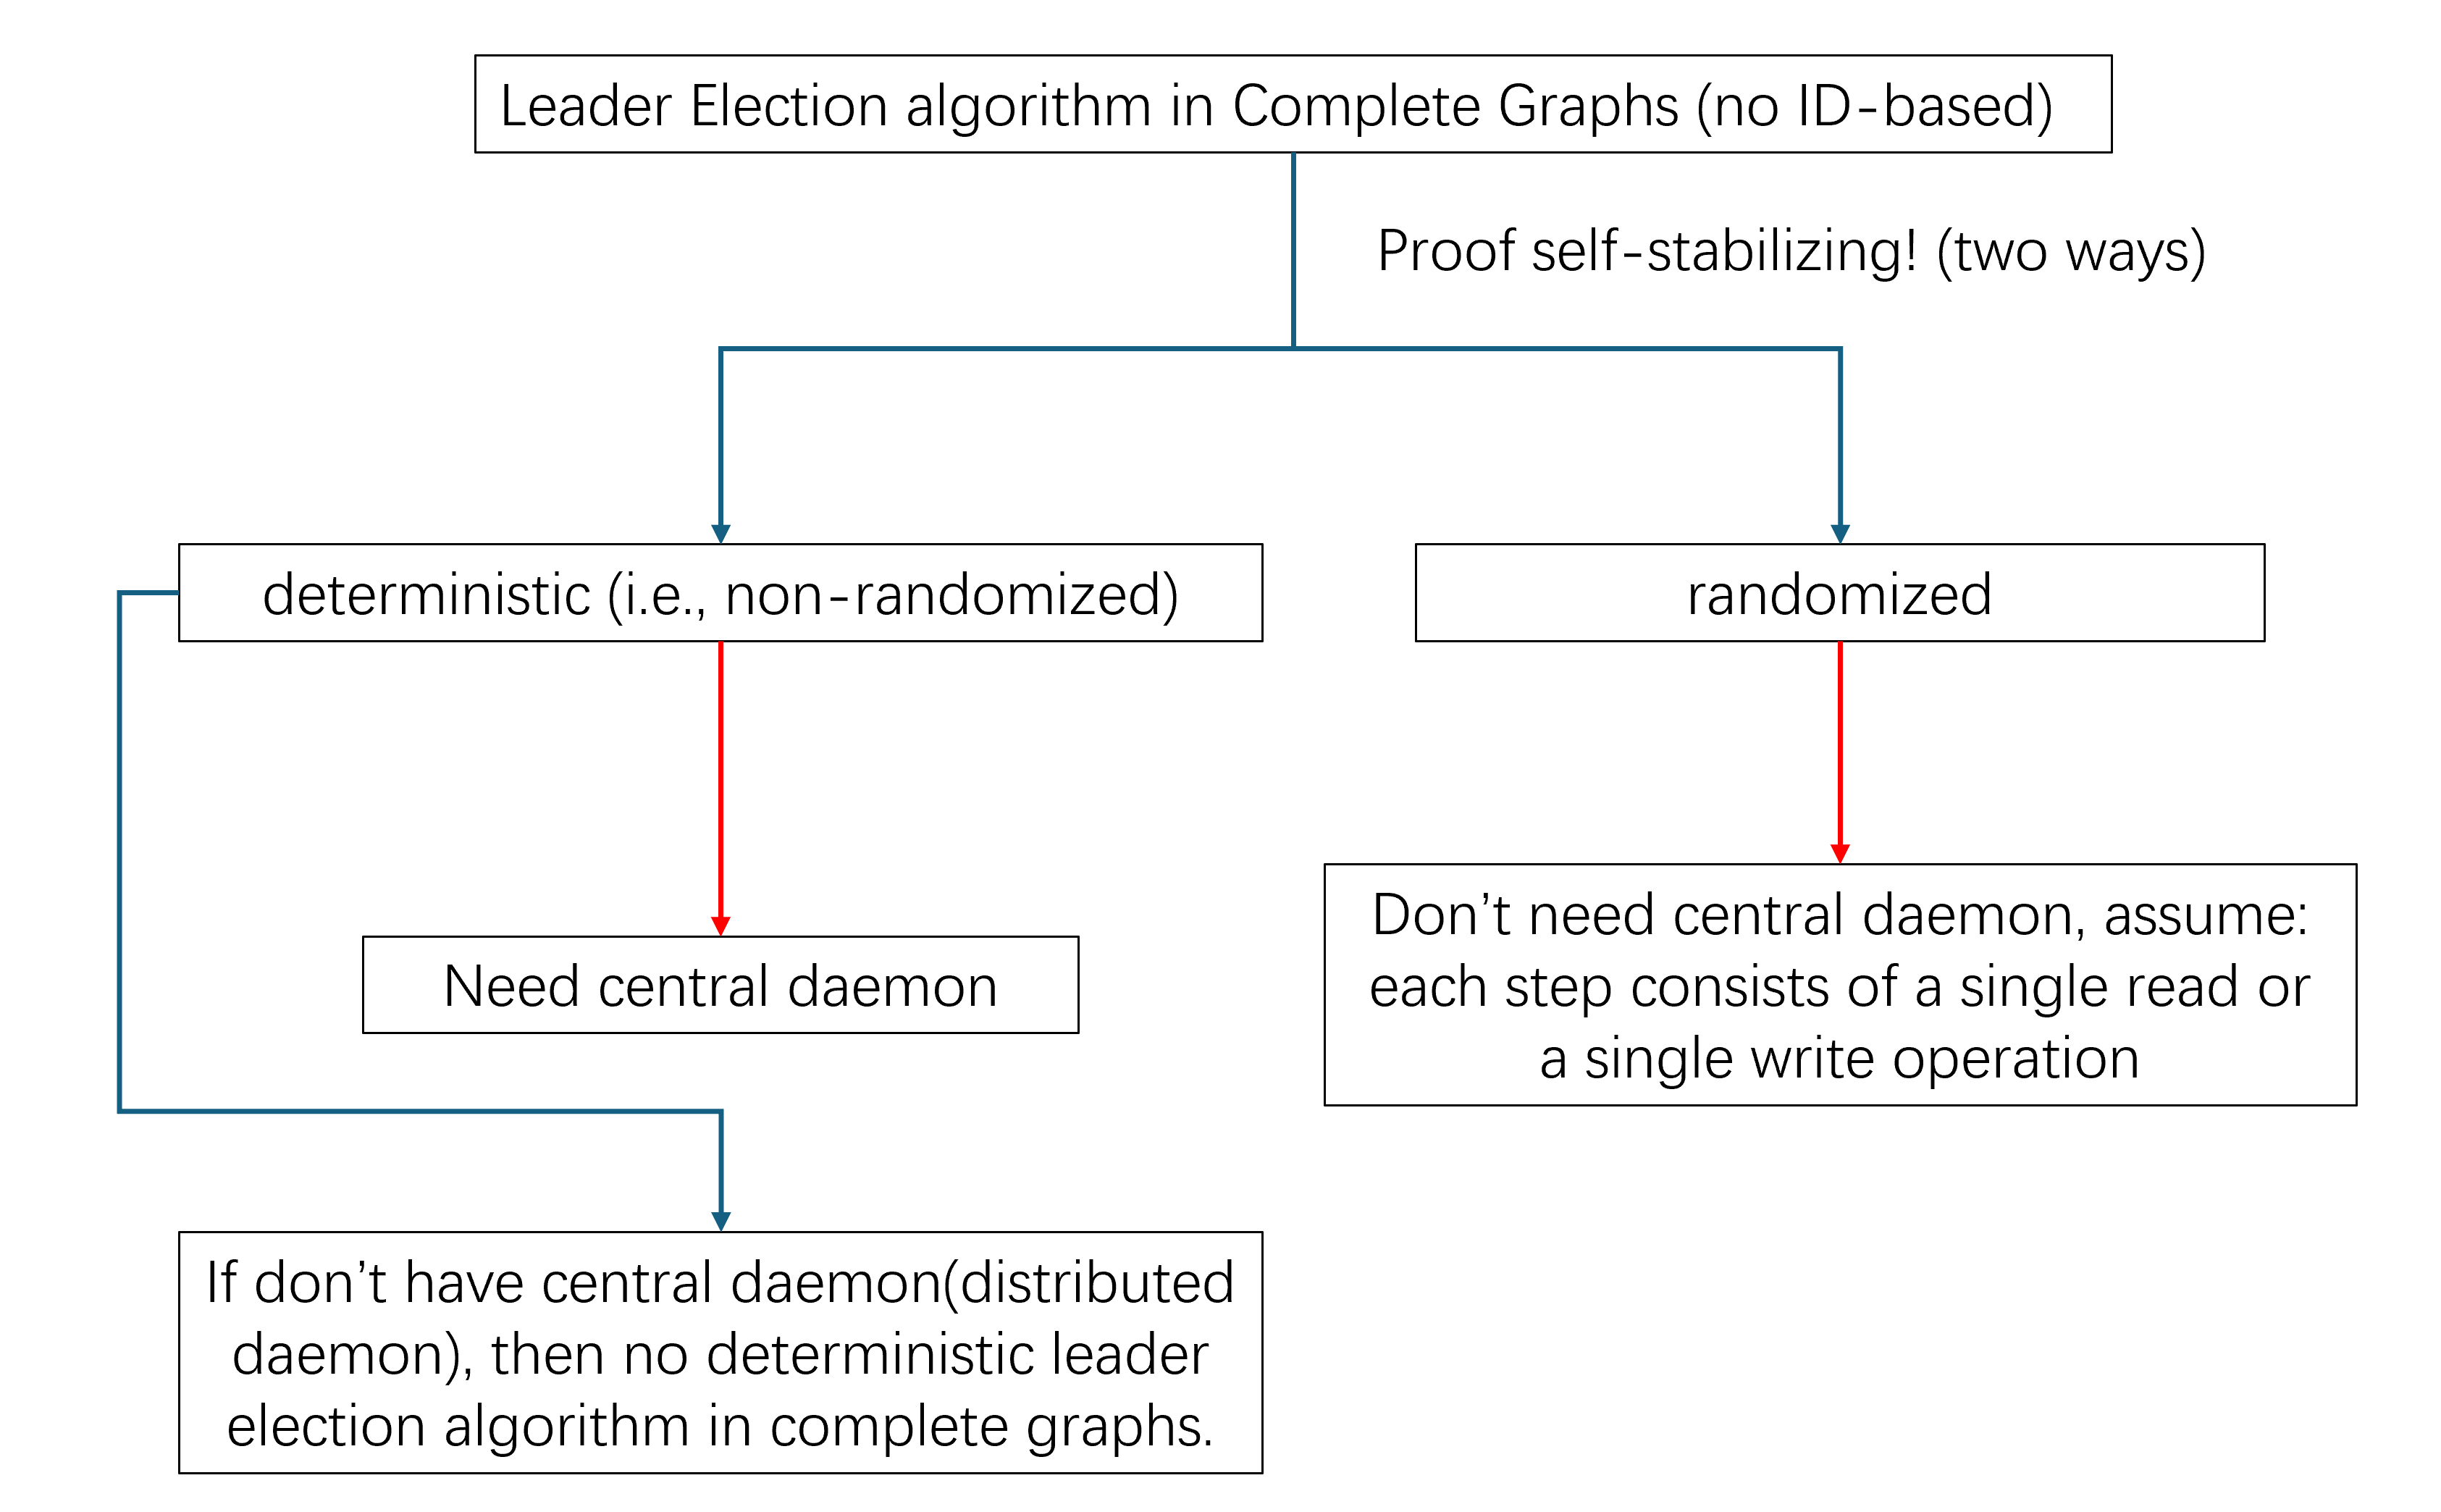 Leader Election algorithm in Complete Graphs (no ID-based)
Proof self-stabilizing! (two ways)
deterministic (i.e., non-randomized)
randomized
Need central daemon
Don’t need central daemon, assume:
each step consists of a single read or
a single write operation
If don’t have central daemon(distributed
daemon), then no deterministic leader
election algorithm in complete graphs.